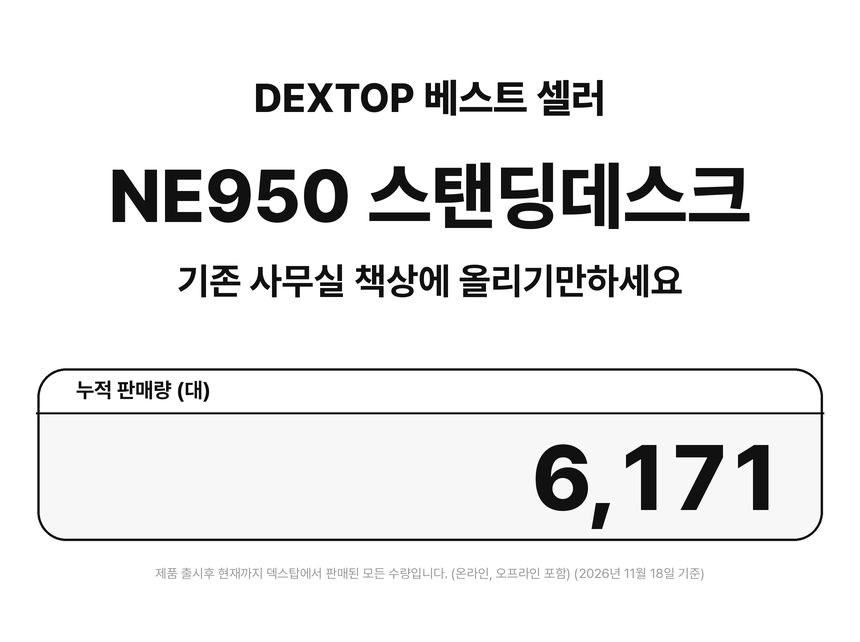 DEXTOP 베스트 셀러
NE950 스탠딩데스크
기존 사무실 책상에 올리기만하세요
누적 판매량 (대)
6,171
제품 출시후 현재까지 덱스탑에서 판매된 모든 수량입니다. (온라인, 오프라인 포함) (2026년 11월 18일 기준)